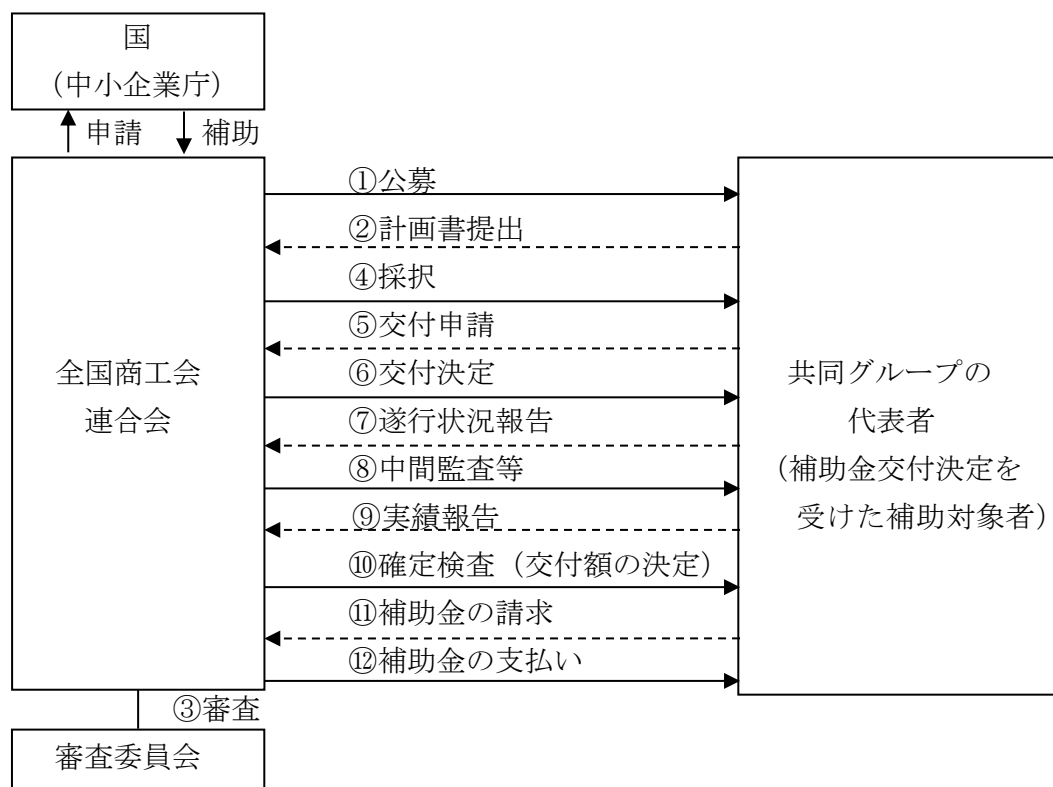 国
（中小企業庁）
申請
補助
①公募
②計画書提出
④採択
⑤交付申請
全国商工会
連合会
⑥交付決定
⑦遂行状況報告
⑧中間監査等
⑨実績報告
⑩確定検査（交付額の決定）
⑪補助金の請求
⑫補助金の支払い
共同グループの
代表者
（補助金交付決定を
受けた補助対象者）
③審査
審査委員会